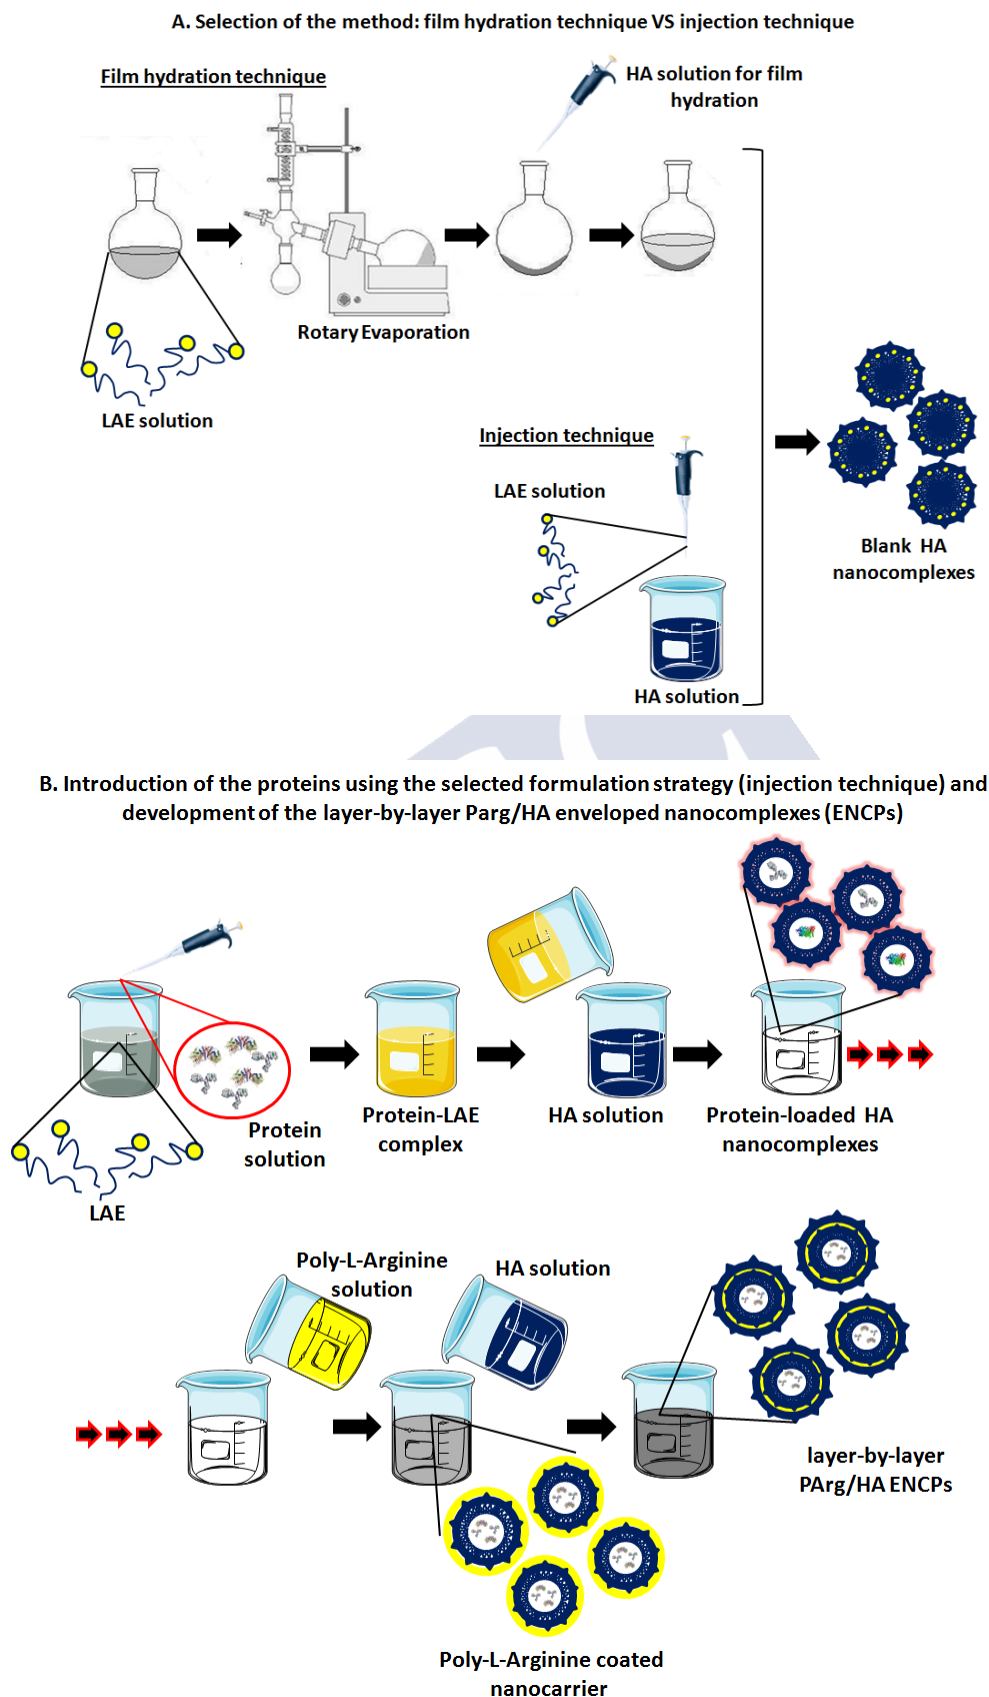 A. Selection of the method: film hydration technique VS injection technique
Film hydration technique
HA solution for film
hydration
Rotary Evaporation
LAE solution
Injection technique
LAE solution
HA solution
Blank HA
nanocomplexes
B. Introduction of the proteins using the selected formulation strategy (injection technique) and
development of the layer-by-layer Parg/HA enveloped nanocomplexes (ENCPs)
Protein
solution
LAE
Protein-LAE
complex
HA solution
Protein-loaded HA
nanocomplexes
Poly-L-Arginine
solution
HA solution
layer-by-layer
PArg/HA ENCPs
Poly-L-Arginine coated
nanocarrier